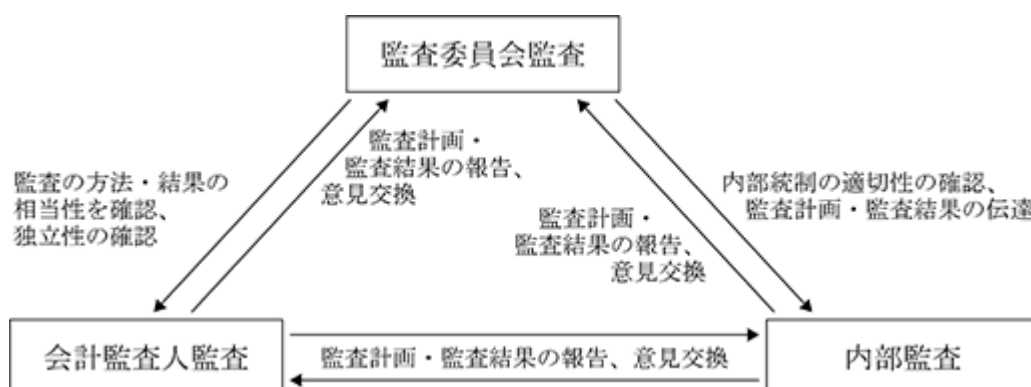 監査委員会監査
監査計画・
監査結果の報告、
意見交換
監査の方法・結果の
相当性を確認、
独立性の確認
内部統制の適切性の確認、
監査計画・監査結果の伝達
監査計画・
監査結果の報告、
意見交換
会計監査人監査
監査計画・監査結果の報告、意見交換
内部監査